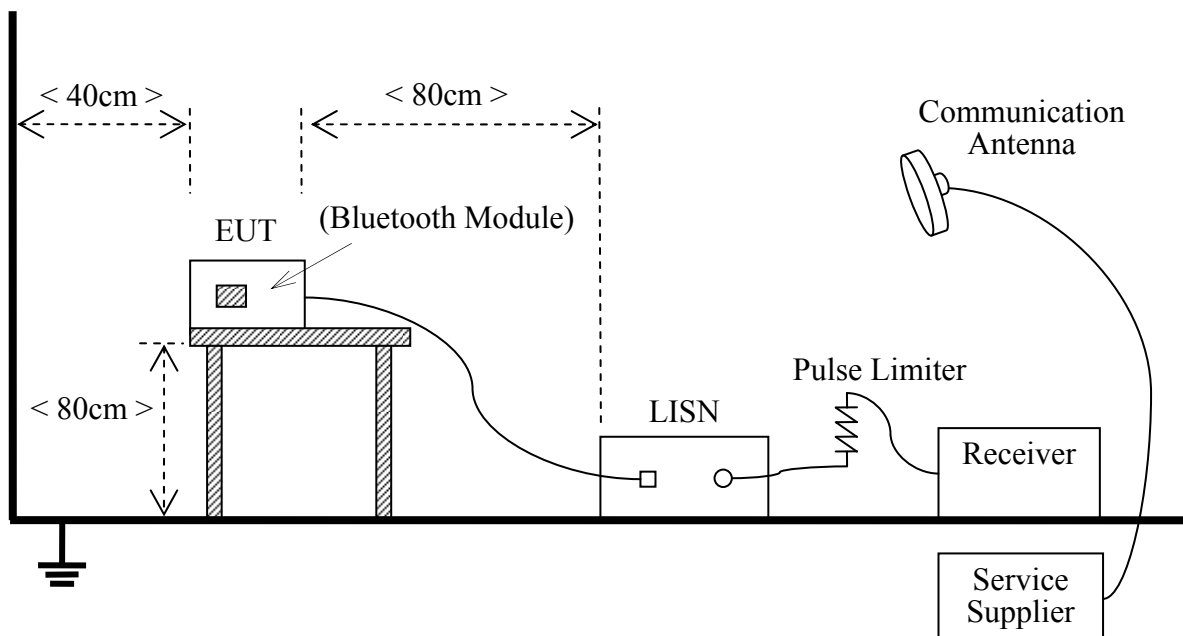 < 40cm >
< 80cm >
Communication
Antenna
(Bluetooth Module)
EUT
Pulse Limiter
< 80cm >
LISN
Receiver
Service
Supplier